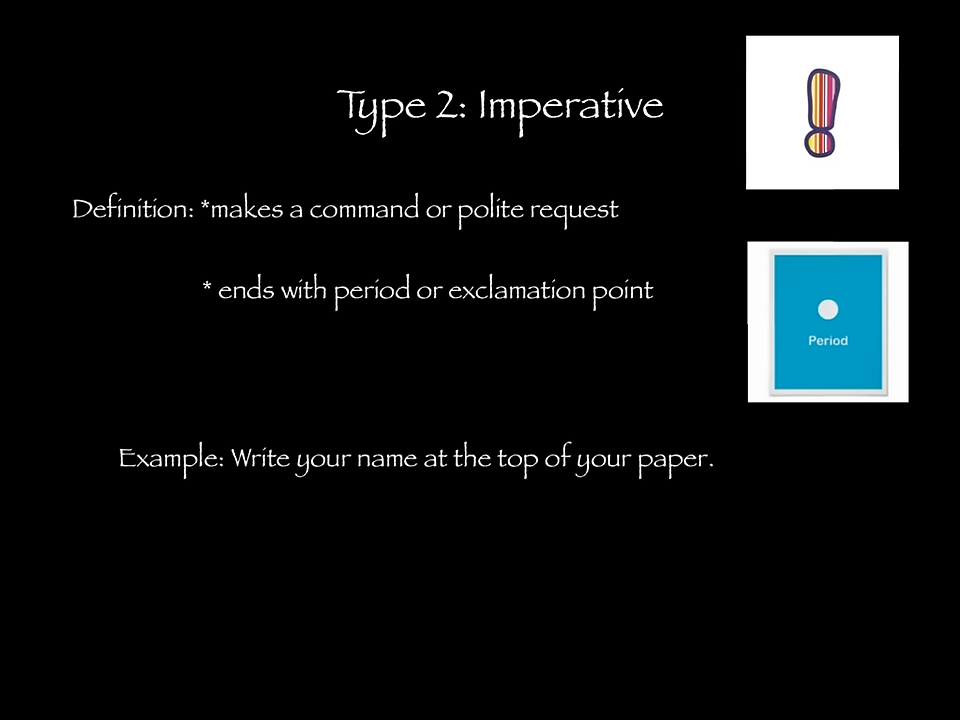 Type 2: Imperative
Definition: *makes a command or polite request
* ends with period or exclamation point
Period
Example: Write your name at the top of your paper.